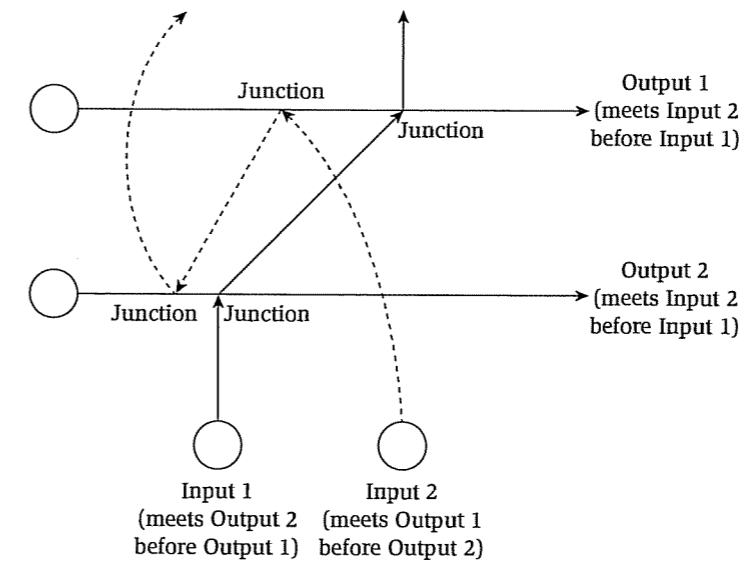 Junction
Output 1
(meets Input 2
before Input 1)
Junction
Output 2
(meets Input 2
before Input 1)
Junction
Junction
Input 1
(meets Output 2
before Output 1)
Input 2
(meets Output 1
before Output 2)